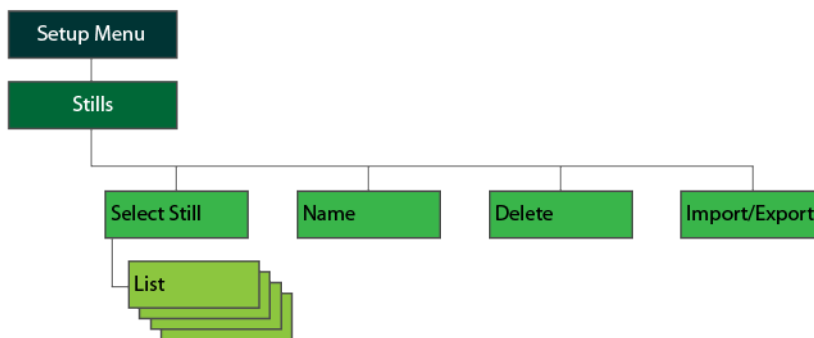 Setup Menu
Stills
Select Still
Name
Delete
Import/Export
List